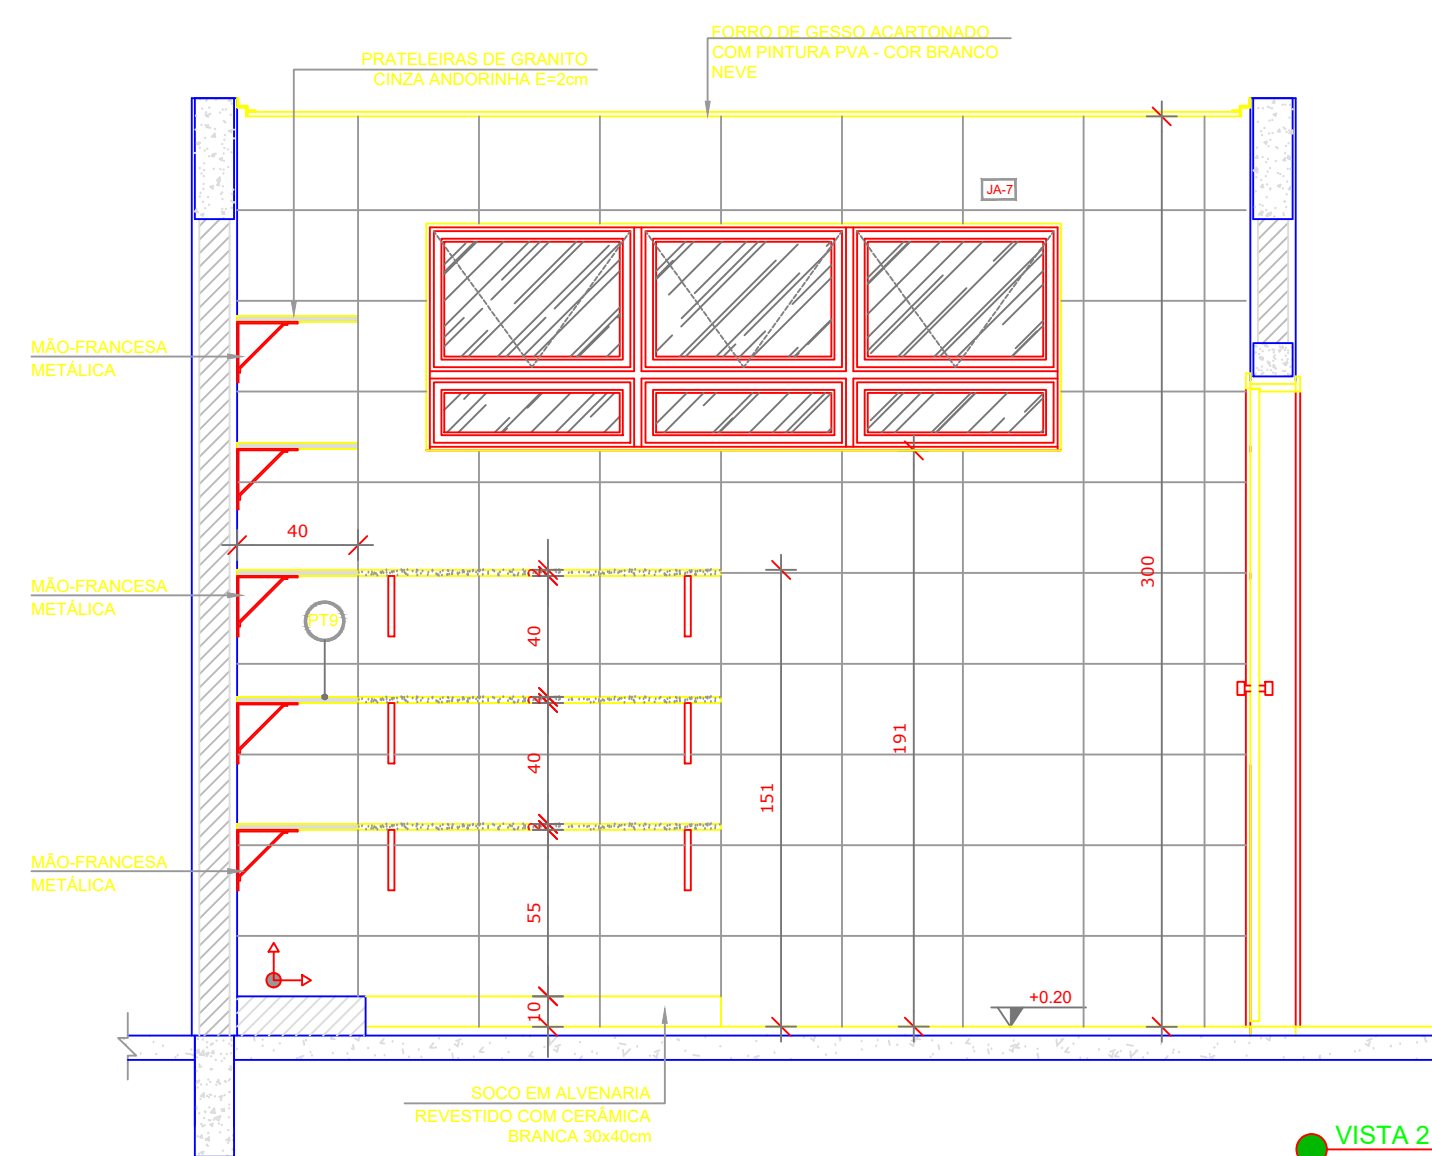 FORRO DE GESSO ACARTONADO
COM PINTURA PVA - COR BRANCO
NEVE
PRATELEIRAS DE GRANITO
CINZA ANDORINHA E=2cm
JA-7
MÃO-FRANCESA
METÁLICA
40
300
MÃO-FRANCESA
METÁLICA
PT9
40
191
40
151
MÃO-FRANCESA
METÁLICA
55
+0.20
10
SOCO EM ALVENARIA
REVESTIDO COM CERÂMICA
BRANCA 30x40cm
VISTA 2